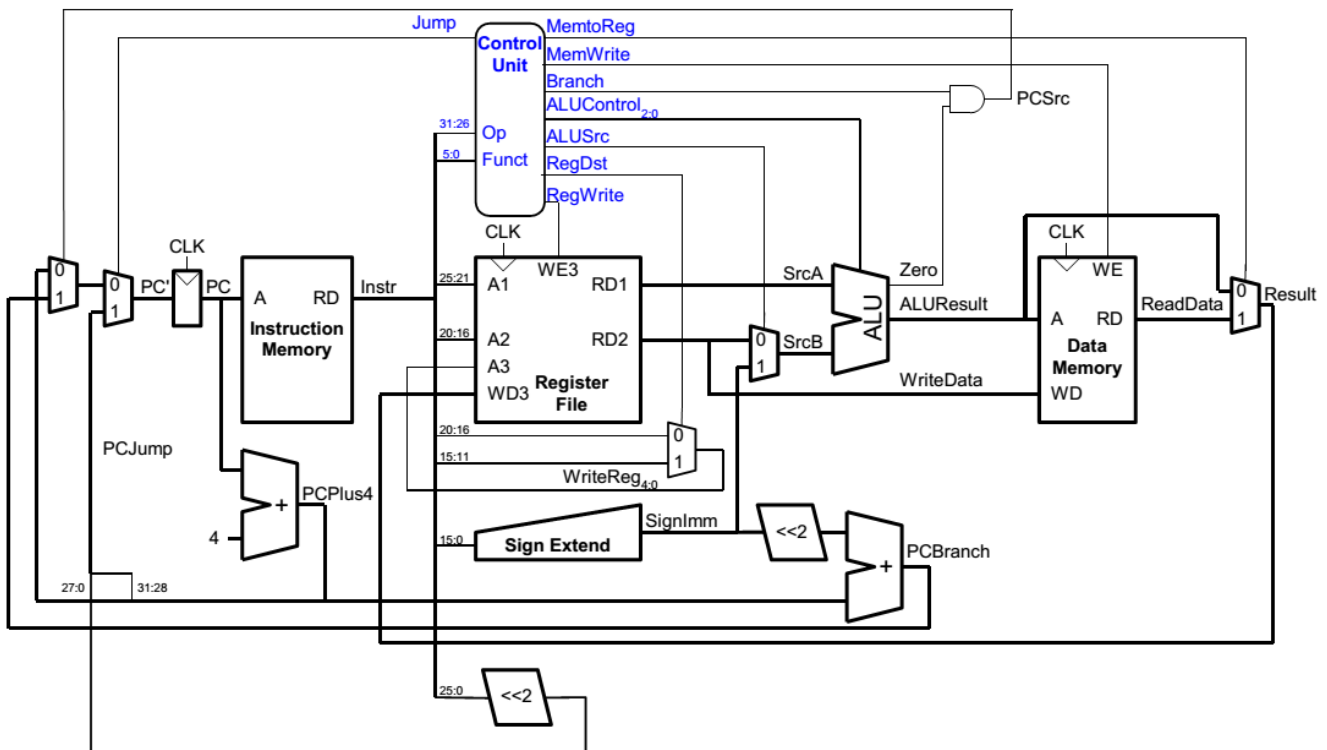 Jump
Control Unit
MemtoReg
MemWrite
Branch
ALUControl2:0
ALUSrc
RegDst
RegWrite
31:26
Op
5:0
Funct
PCSrc
CLK
0
1
0
1
PC'
PC
A
RD
Instruction Memory
Instr
CLK
WE3
25:21
A1
RD1
20:16
A2
RD2
A3
WD3
Register File
SrcA
0
1
SrcB
ALU
Zero
ALUResult
WriteData
CLK
WE
A
RD
Data Memory
WD
ReadData
0
1
Result
20:16
0
15:11
1
WriteReg4:0
PCJump
+
PCPlus4
4
15:0
Sign Extend
SignImm
<<2
+
PCBranch
27:0
31:28
25:0
<<2